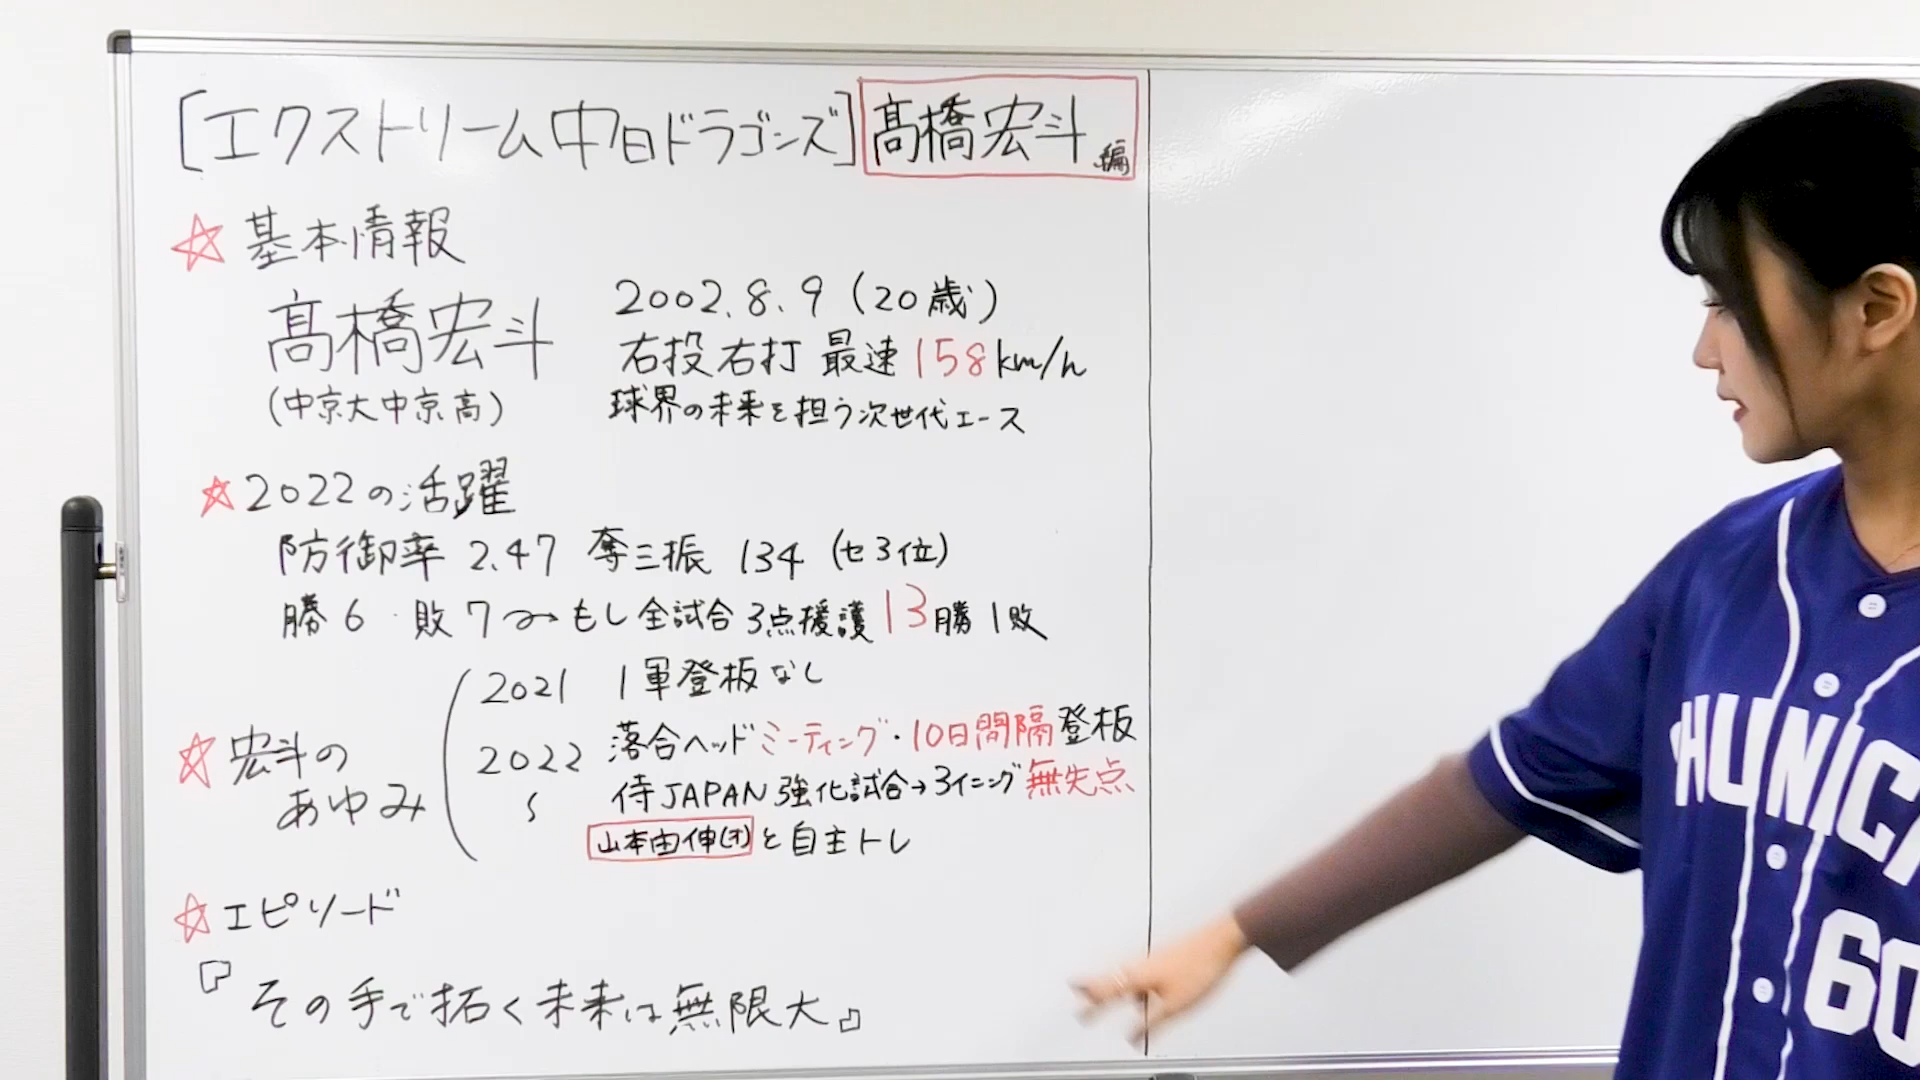 [エクストリーム中日ドラゴンズ] 髙橋宏斗編
☆基本情報
髙橋宏斗
(中京大中京高)
2002.8.9 (20歳)
右投右打 最速158km/h
球界の未来を担う次世代エース
☆2022の活躍
防御率 2.47 奪三振 134 (セ3位)
勝 6・敗 7 〜 もし全試合3点援護13勝1敗
☆宏斗の
あゆみ
2021 1軍登板なし
2022 落合ヘッドミーティング・10日間隔登板
〜 侍JAPAN強化試合→3イニング無失点
山本由伸(オ)と自主トレ
☆エピソード
『その手で拓く未来は無限大』
HUNIC
60